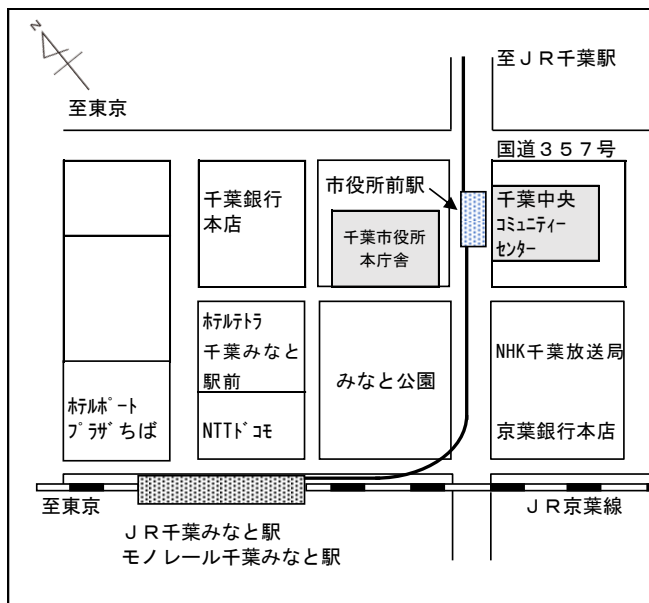 N
至ＪＲ千葉駅
至東京
国道３５７号
市役所前駅
千葉銀行
本店
千葉市役所
本庁舎
千葉中央
ｺﾐｭﾆﾃｨｰ
ｾﾝﾀｰ
ﾎﾃﾙﾃﾄﾗ
千葉みなと
駅前
みなと公園
NHK千葉放送局
ﾎﾃﾙﾎﾟｰﾄ
ﾌﾟﾗｻﾞちば
NTTﾄﾞｺﾓ
京葉銀行本店
至東京
ＪＲ京葉線
ＪＲ千葉みなと駅
モノレール千葉みなと駅